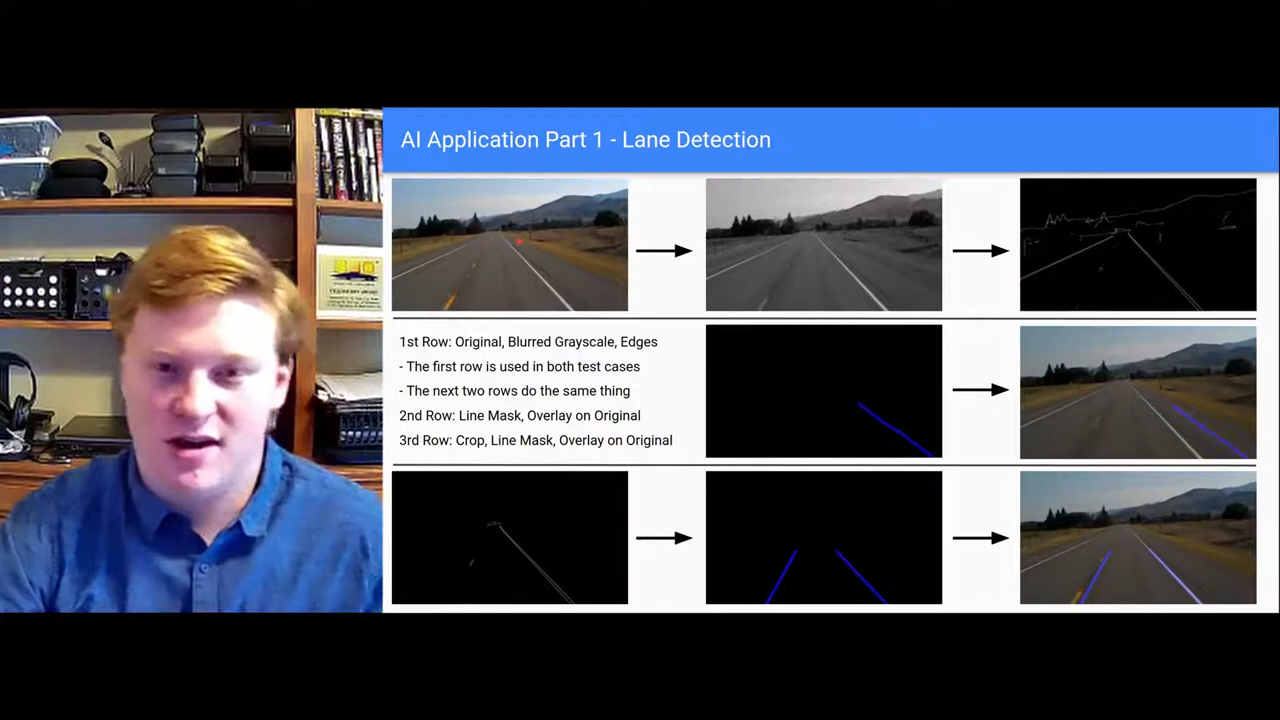 AI Application Part 1 - Lane Detection
1st Row: Original, Blurred Grayscale, Edges
- The first row is used in both test cases
- The next two rows do the same thing
2nd Row: Line Mask, Overlay on Original
3rd Row: Crop, Line Mask, Overlay on Original